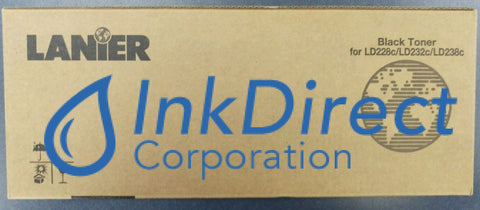 LANIER
Black Toner
for LD228c/LD232c/LD238c
InkDirect
Corporation